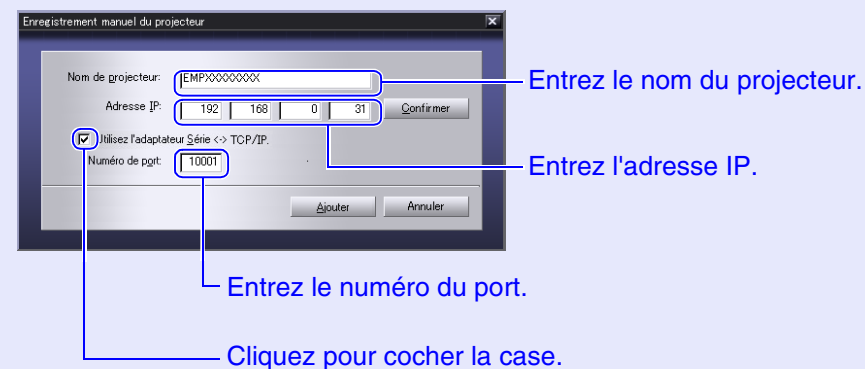 Enregistrement manuel du projecteur
Nom de projecteur: EMPXXXXXXXX
Entrez le nom du projecteur.
Adresse IP: 192 168 0 31 Confirmer
Entrez l'adresse IP.
Utilisez l'adaptateur Série <-> TCP/IP.
Numéro de port: 10001
Ajouter Annuler
Entrez le numéro du port.
Cliquez pour cocher la case.